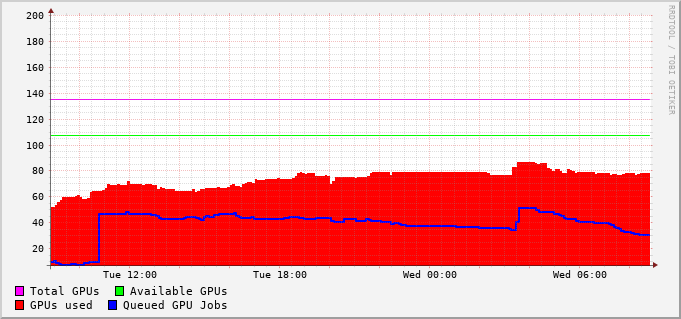 200
180
160
140
120
100
80
60
40
20
Tue 12:00 Tue 18:00 Wed 00:00 Wed 06:00
Total GPUs Available GPUs
GPUs used Queued GPU Jobs
RRDTOOL / TOBI OETIKER